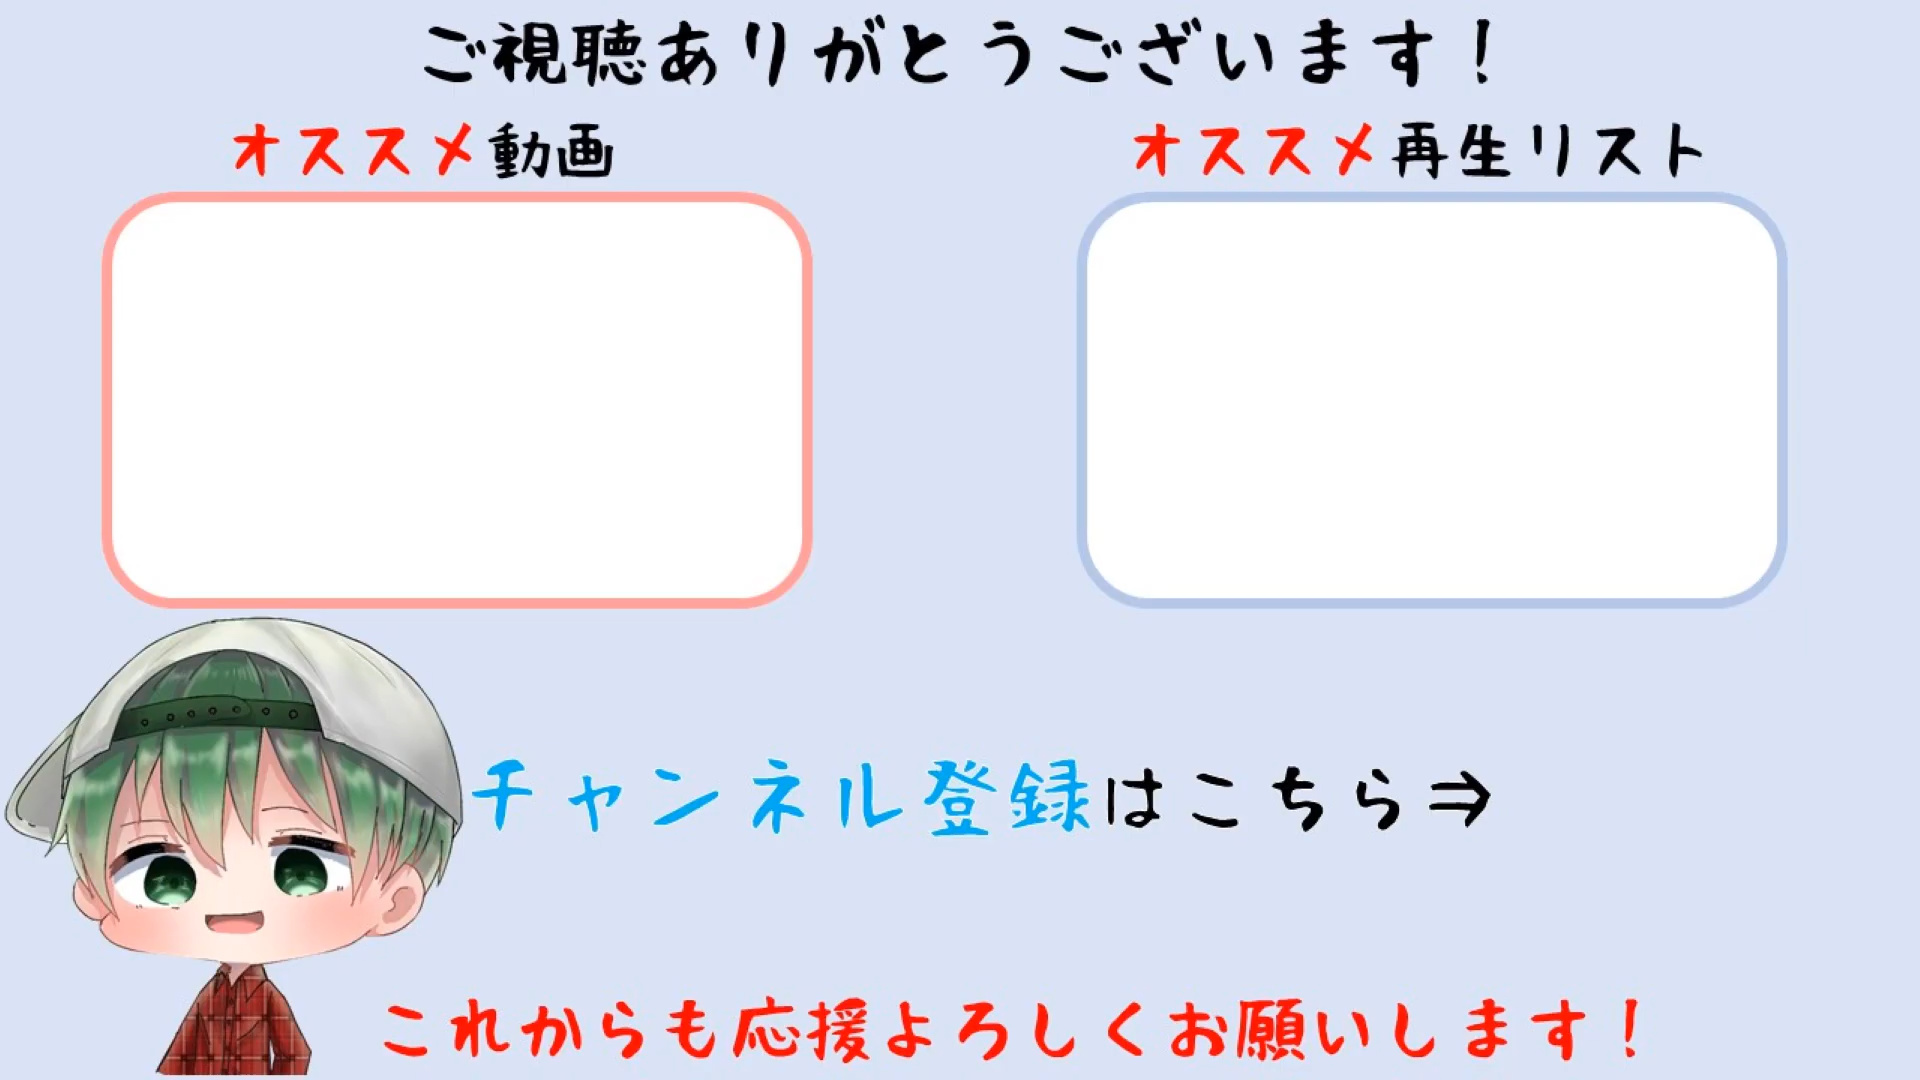 ご視聴ありがとうございます！
オススメ動画
オススメ再生リスト
チャンネル登録はこちら⇒
これからも応援よろしくお願いします！